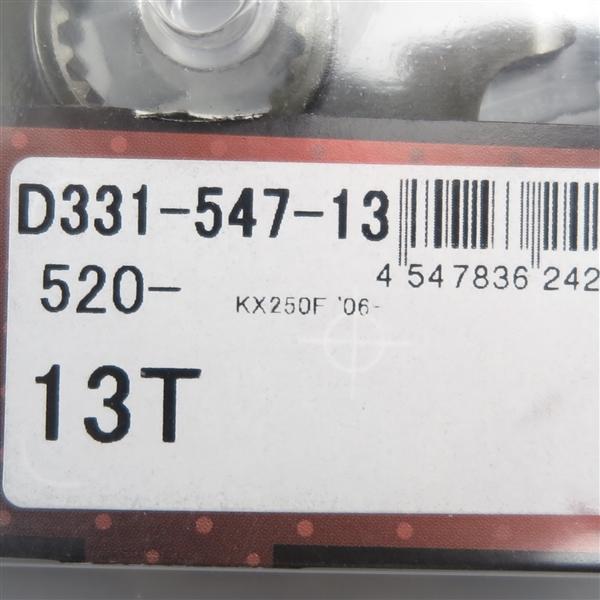 D331-547-13
4 547836 242
520-
KX250F '06-
13T